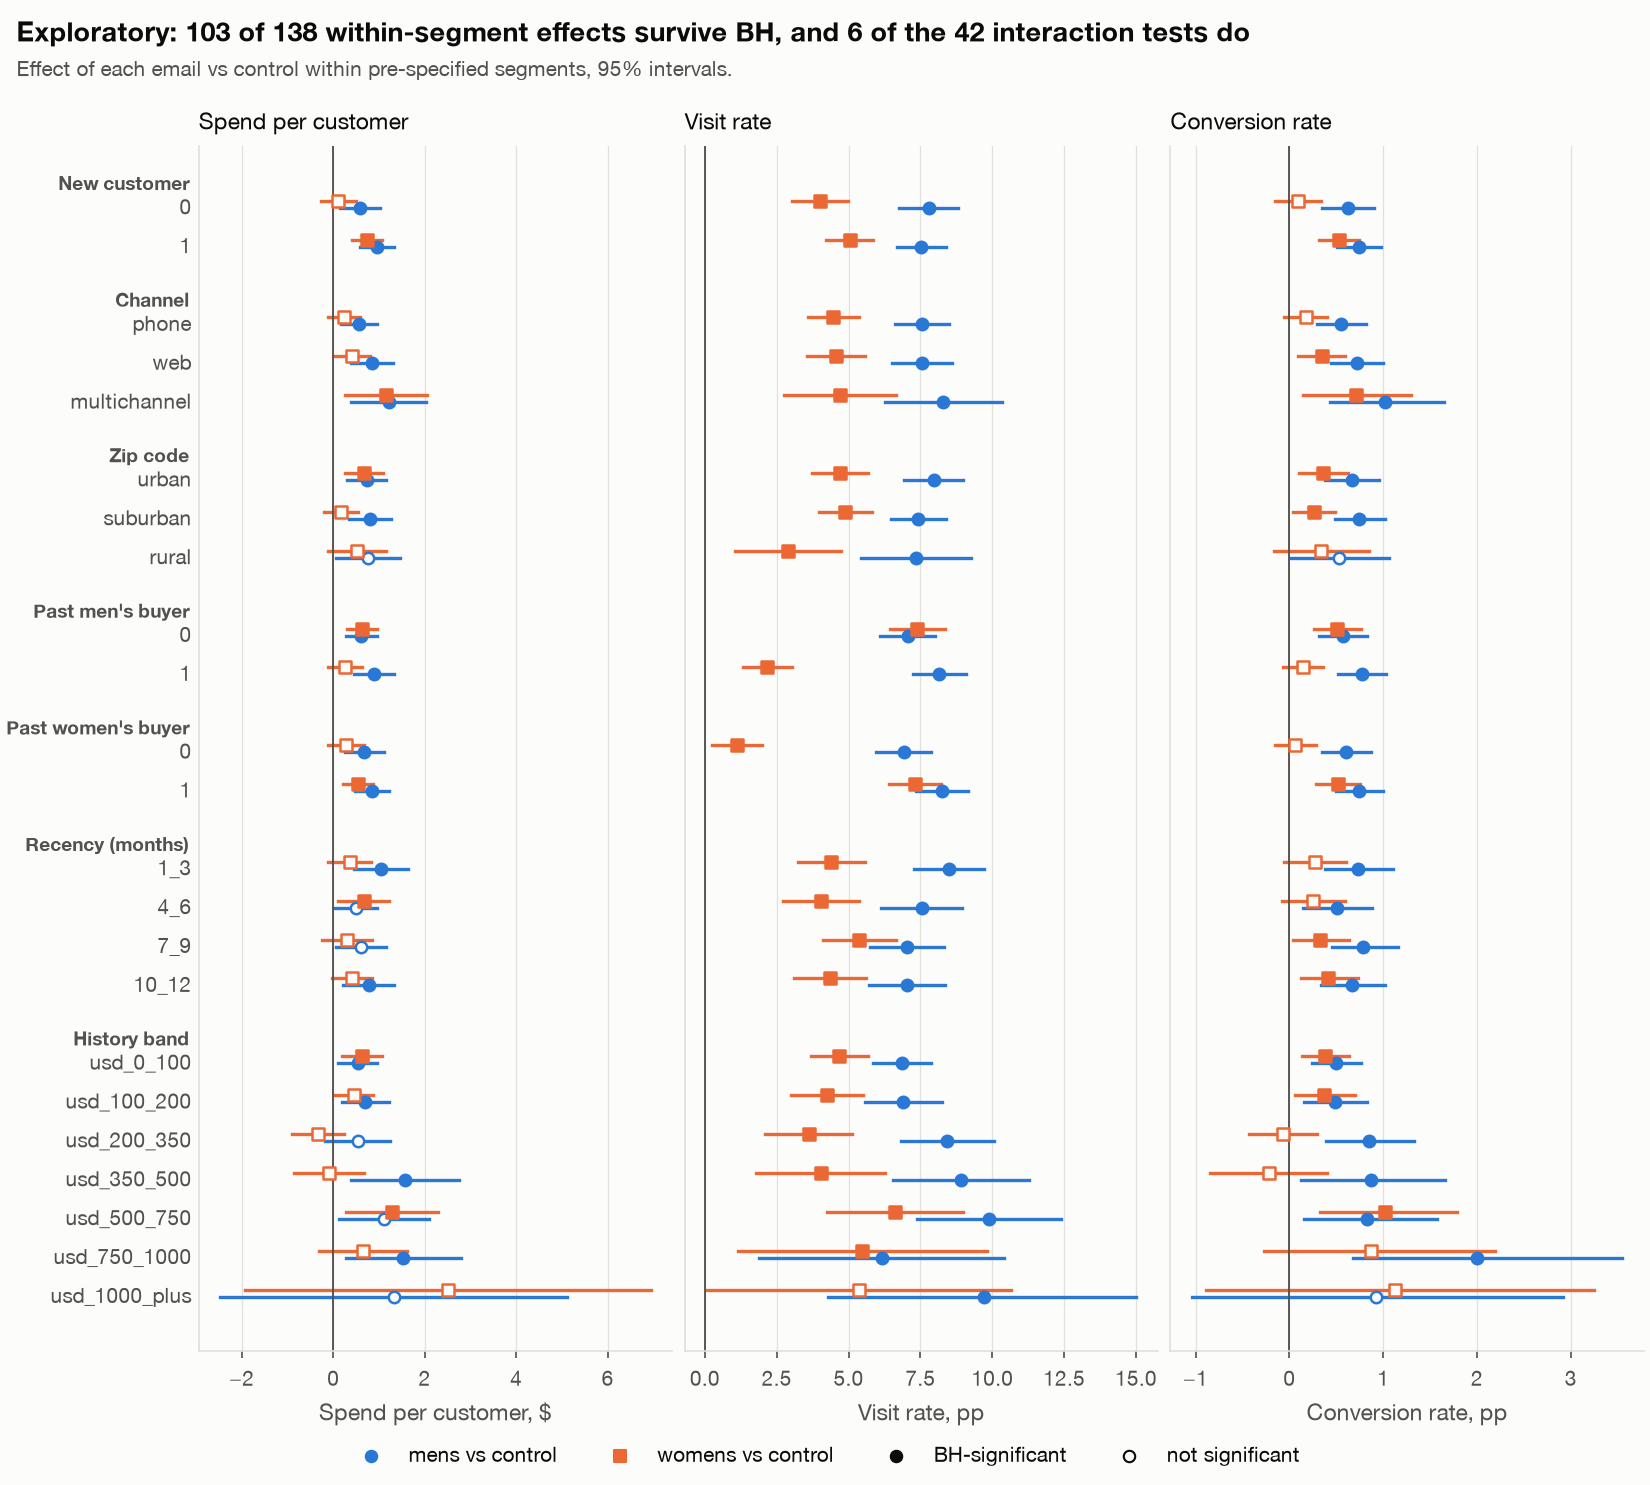 Exploratory: 103 of 138 within-segment effects survive BH, and 6 of the 42 interaction tests do
Effect of each email vs control within pre-specified segments, 95% intervals.
Spend per customer
Visit rate
Conversion rate
New customer
0
1
Channel
phone
web
multichannel
Zip code
urban
suburban
rural
Past men's buyer
0
1
Past women's buyer
0
1
Recency (months)
1_3
4_6
7_9
10_12
History band
usd_0_100
usd_100_200
usd_200_350
usd_350_500
usd_500_750
usd_750_1000
usd_1000_plus
−2 0 2 4 6
0.0 2.5 5.0 7.5 10.0 12.5 15.0
−1 0 1 2 3
Spend per customer, $
Visit rate, pp
Conversion rate, pp
mens vs control
womens vs control
BH-significant
not significant